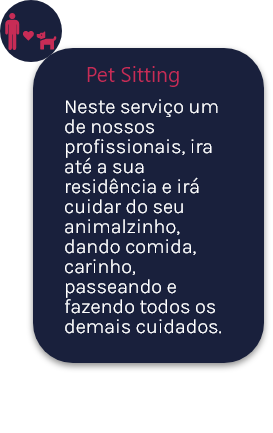 Pet Sitting
Neste serviço um
de nossos
profissionais, ira
até a sua
residência e irá
cuidar do seu
animalzinho,
dando comida,
carinho,
passeando e
fazendo todos os
demais cuidados.